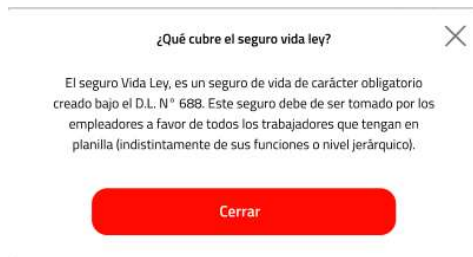 ¿Qué cubre el seguro vida ley?
El seguro Vida Ley, es un seguro de vida de carácter obligatorio
creado bajo el D.L. N° 688. Este seguro debe de ser tomado por los
empleadores a favor de todos los trabajadores que tengan en
planilla (indistintamente de sus funciones o nivel jerárquico).
Cerrar